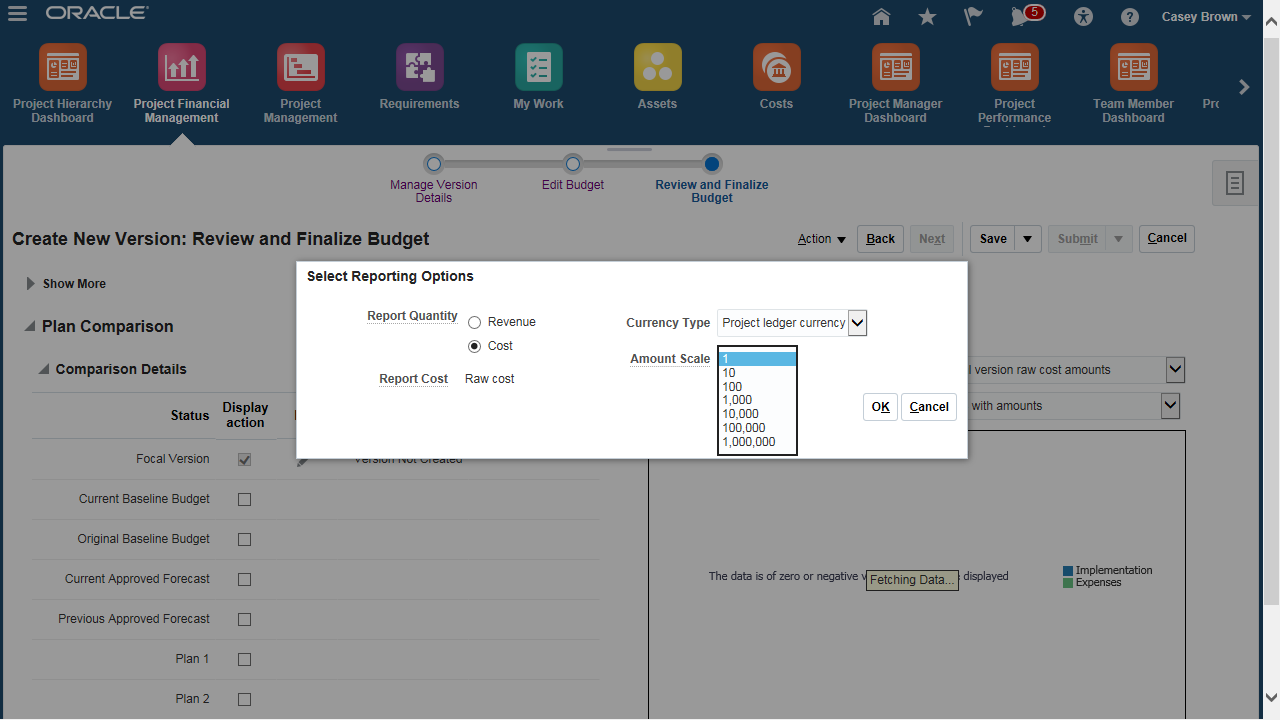 ORACLE
5
Casey Brown
Project Hierarchy
Dashboard
Project Financial
Management
Project
Management
Requirements
My Work
Assets
Costs
Project Manager
Dashboard
Project
Performance
Team Member
Dashboard
Manage Version
Details
Edit Budget
Review and Finalize
Budget
Create New Version: Review and Finalize Budget
Action
Back
Next
Save
Submit
Cancel
Show More
Plan Comparison
Comparison Details
Select Reporting Options
Report Quantity
Revenue
Cost
Report Cost
Raw cost
Currency Type
Project ledger currency
Amount Scale
1
10
100
1,000
10,000
100,000
1,000,000
OK
Cancel
version raw cost amounts
with amounts
Status
Display
action
Focal Version
Version Not Created
Current Baseline Budget
Original Baseline Budget
Current Approved Forecast
Previous Approved Forecast
Plan 1
Plan 2
The data is of zero or negative
displayed
Fetching Data...
Implementation
Expenses